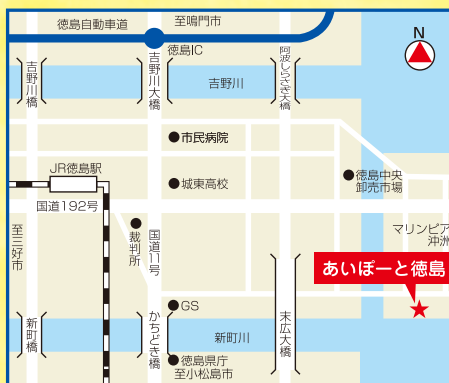 徳島自動車道
至鳴門市
N
徳島IC
吉野川橋
吉野川大橋
阿波しらさぎ大橋
吉野川
市民病院
JR徳島駅
城東高校
徳島中央
卸売市場
国道192号
至三好市
裁判所
国道11号
マリンピア
沖洲
あいぽーと徳島
GS
新町橋
かちどき橋
新町川
末広大橋
徳島県庁
至小松島市